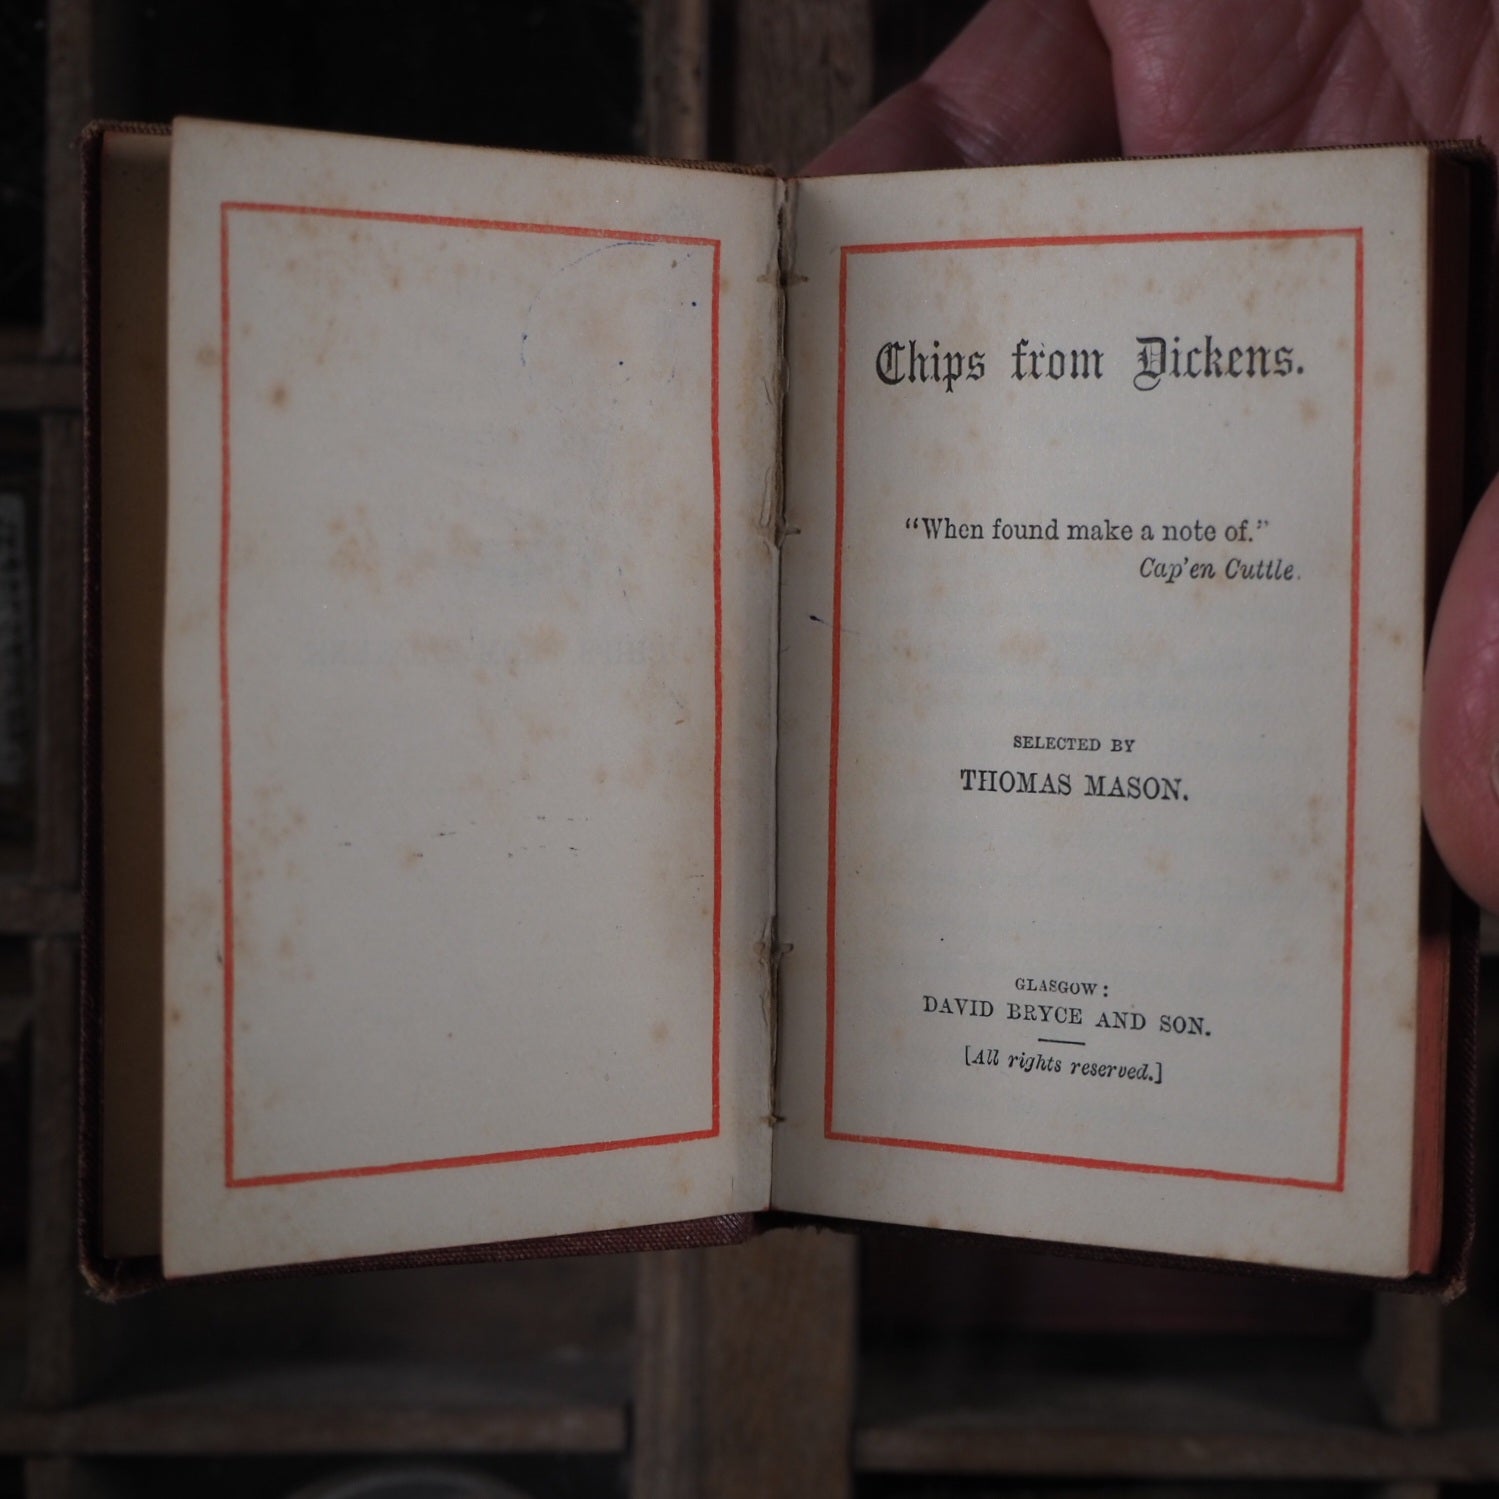 Chips from Dickens.
“When found make a note of.”
Cap'en Cuttle.
SELECTED BY
THOMAS MASON.
GLASGOW:
DAVID BRYCE AND SON.
[All rights reserved.]